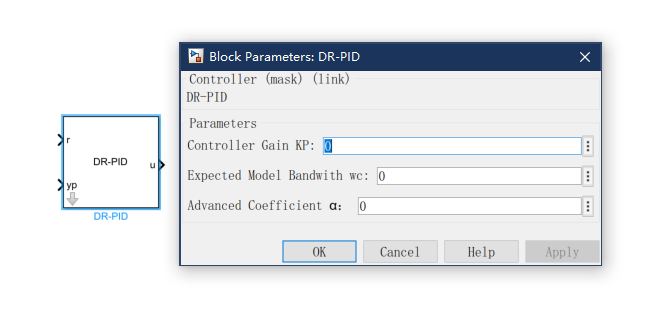 Block Parameters: DR-PID
Controller (mask) (link)
DR-PID
Parameters
Controller Gain KP: 0
Expected Model Bandwith wc: 0
Advanced Coefficient α: 0
OK Cancel Help Apply
r
DR-PID
u
yp
DR-PID